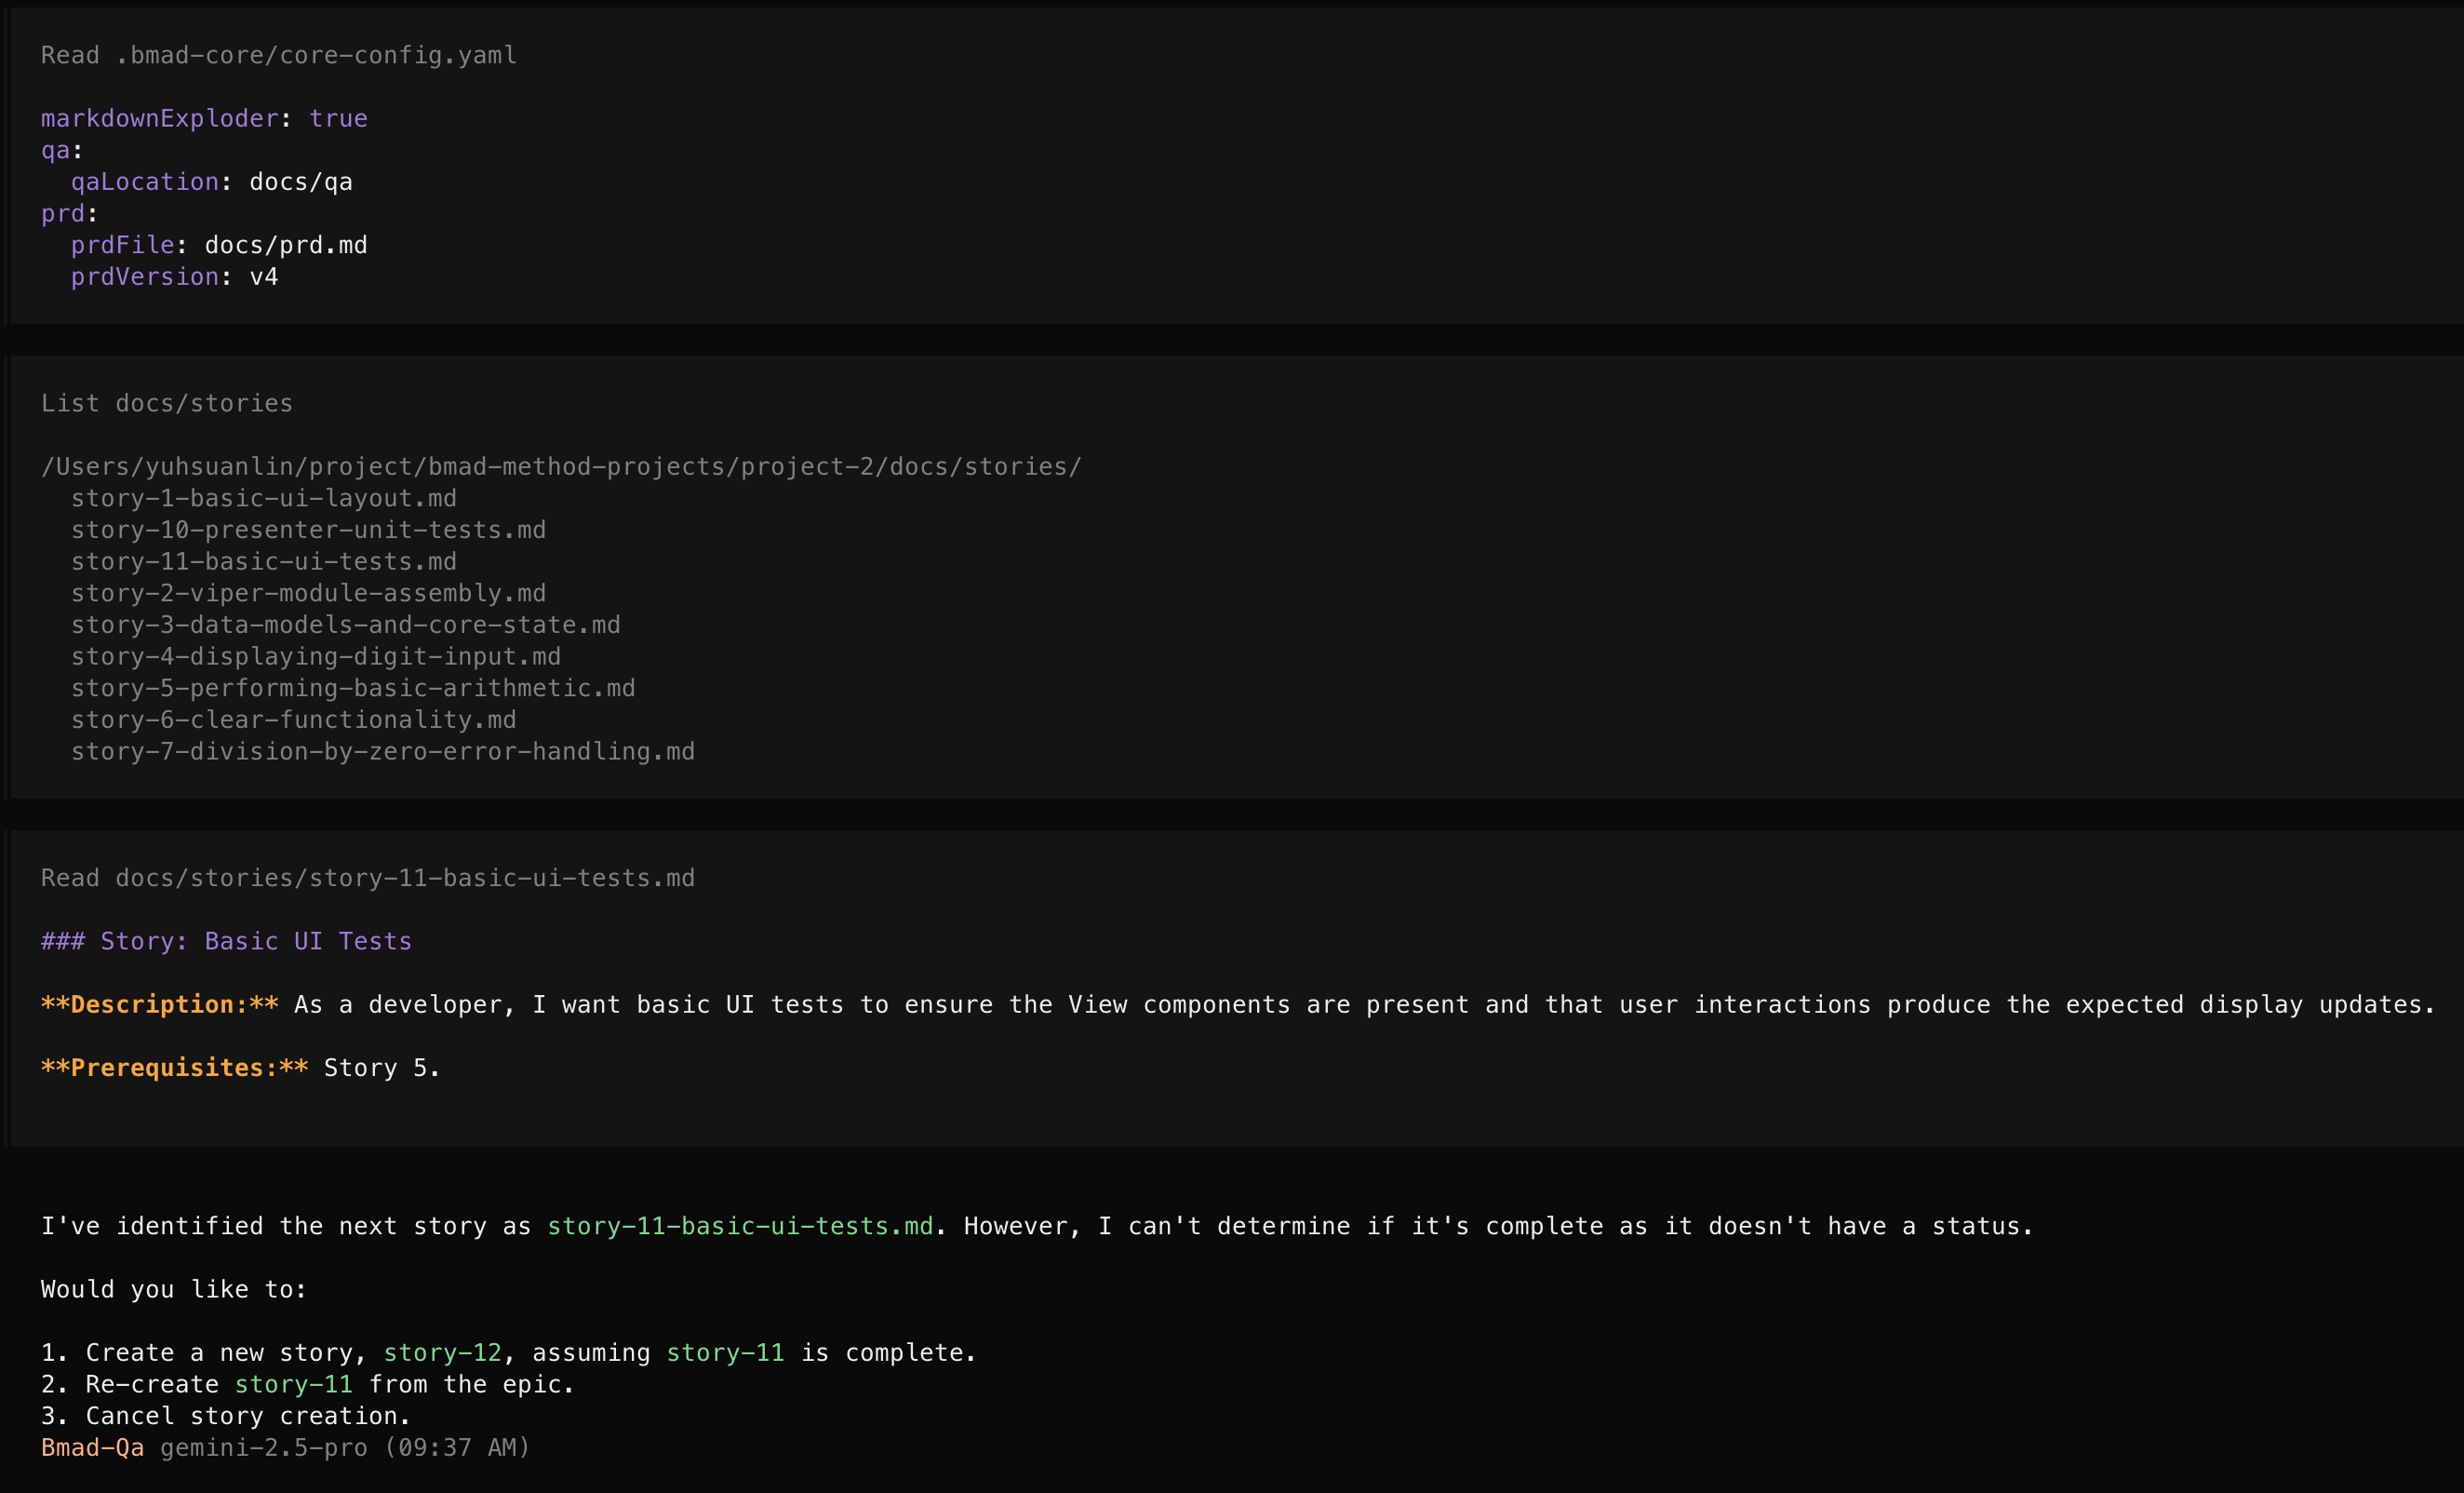 Read .bmad-core/core-config.yaml
markdownExploder: true
qa:
  qaLocation: docs/qa
prd:
  prdFile: docs/prd.md
  prdVersion: v4
List docs/stories
/Users/yuhsuanlin/project/bmad-method-projects/project-2/docs/stories/
  story-1-basic-ui-layout.md
  story-10-presenter-unit-tests.md
  story-11-basic-ui-tests.md
  story-2-viper-module-assembly.md
  story-3-data-models-and-core-state.md
  story-4-displaying-digit-input.md
  story-5-performing-basic-arithmetic.md
  story-6-clear-functionality.md
  story-7-division-by-zero-error-handling.md
Read docs/stories/story-11-basic-ui-tests.md
### Story: Basic UI Tests
**Description:** As a developer, I want basic UI tests to ensure the View components are present and that user interactions produce the expected display updates.
**Prerequisites:** Story 5.
I've identified the next story as story-11-basic-ui-tests.md. However, I can't determine if it's complete as it doesn't have a status.
Would you like to:
1. Create a new story, story-12, assuming story-11 is complete.
2. Re-create story-11 from the epic.
3. Cancel story creation.
Bmad-Qa gemini-2.5-pro (09:37 AM)